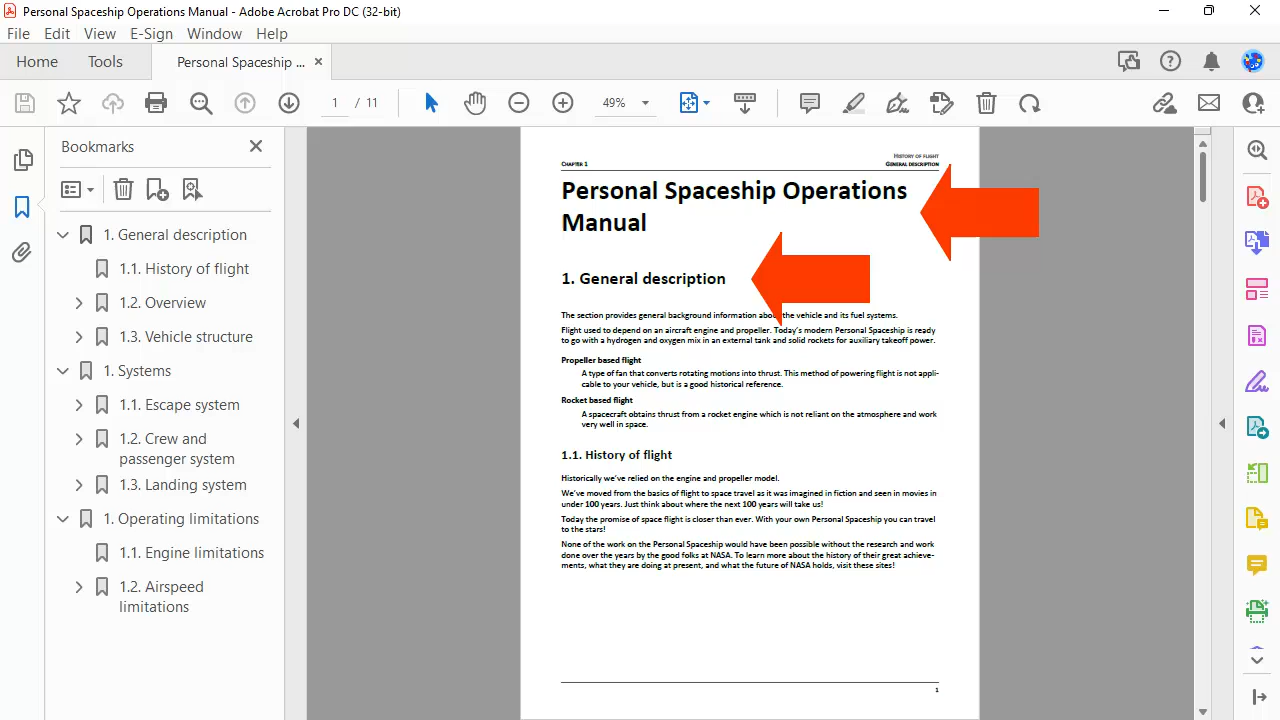 Personal Spaceship Operations Manual - Adobe Acrobat Pro DC (32-bit)
File Edit View E-Sign Window Help
Home Tools Personal Spaceship ... ×
1 / 11 49%
Bookmarks
1. General description
1.1. History of flight
1.2. Overview
1.3. Vehicle structure
1. Systems
1.1. Escape system
1.2. Crew and
passenger system
1.3. Landing system
1. Operating limitations
1.1. Engine limitations
1.2. Airspeed
limitations
History of flight
Chapter 1 General description
Personal Spaceship Operations
Manual
1. General description
The section provides general background information about the vehicle and its fuel systems.
Flight used to depend on an aircraft engine and propeller. Today's modern Personal Spaceship is ready
to go with a hydrogen and oxygen mix in an external tank and solid rockets for auxiliary takeoff power.
Propeller based flight
A type of fan that converts rotating motions into thrust. This method of powering flight is not appli-
cable to your vehicle, but is a good historical reference.
Rocket based flight
A spacecraft obtains thrust from a rocket engine which is not reliant on the atmosphere and work
very well in space.
1.1. History of flight
Historically we've relied on the engine and propeller model.
We've moved from the basics of flight to space travel as it was imagined in fiction and seen in movies in
under 100 years. Just think about where the next 100 years will take us!
Today the promise of space flight is closer than ever. With your own Personal Spaceship you can travel
to the stars!
None of the work on the Personal Spaceship would have been possible without the research and work
done over the years by the good folks at NASA. To learn more about the history of their great achieve-
ments, what they are doing at present, and what the future of NASA holds, visit these sites!
1